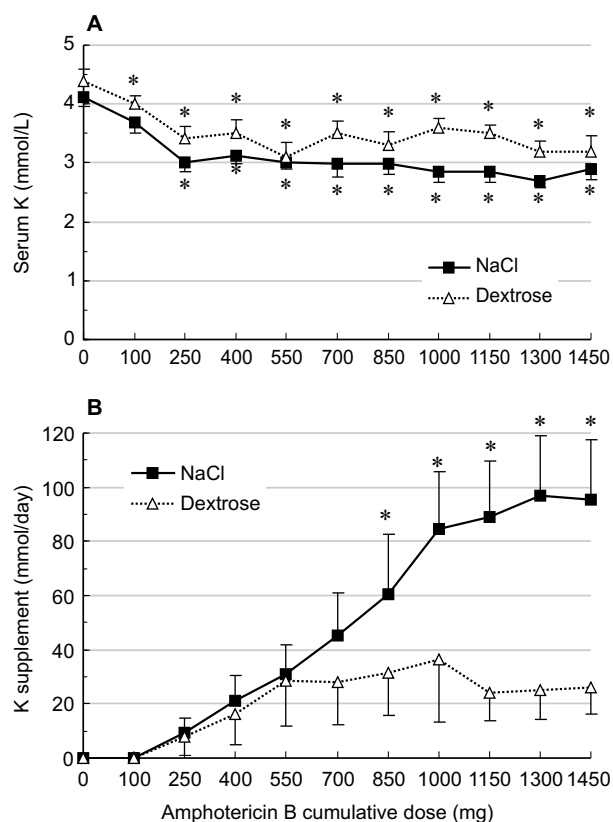 A
5
4
3
2
1
0
Serum K (mmol/L)
* * * * * * * * * *
* * * * * * * * *
NaCl
Dextrose
0 100 250 400 550 700 850 1000 1150 1300 1450
B
120
100
80
60
40
20
0
K supplement (mmol/day)
* * * * *
NaCl
Dextrose
0 100 250 400 550 700 850 1000 1150 1300 1450
Amphotericin B cumulative dose (mg)